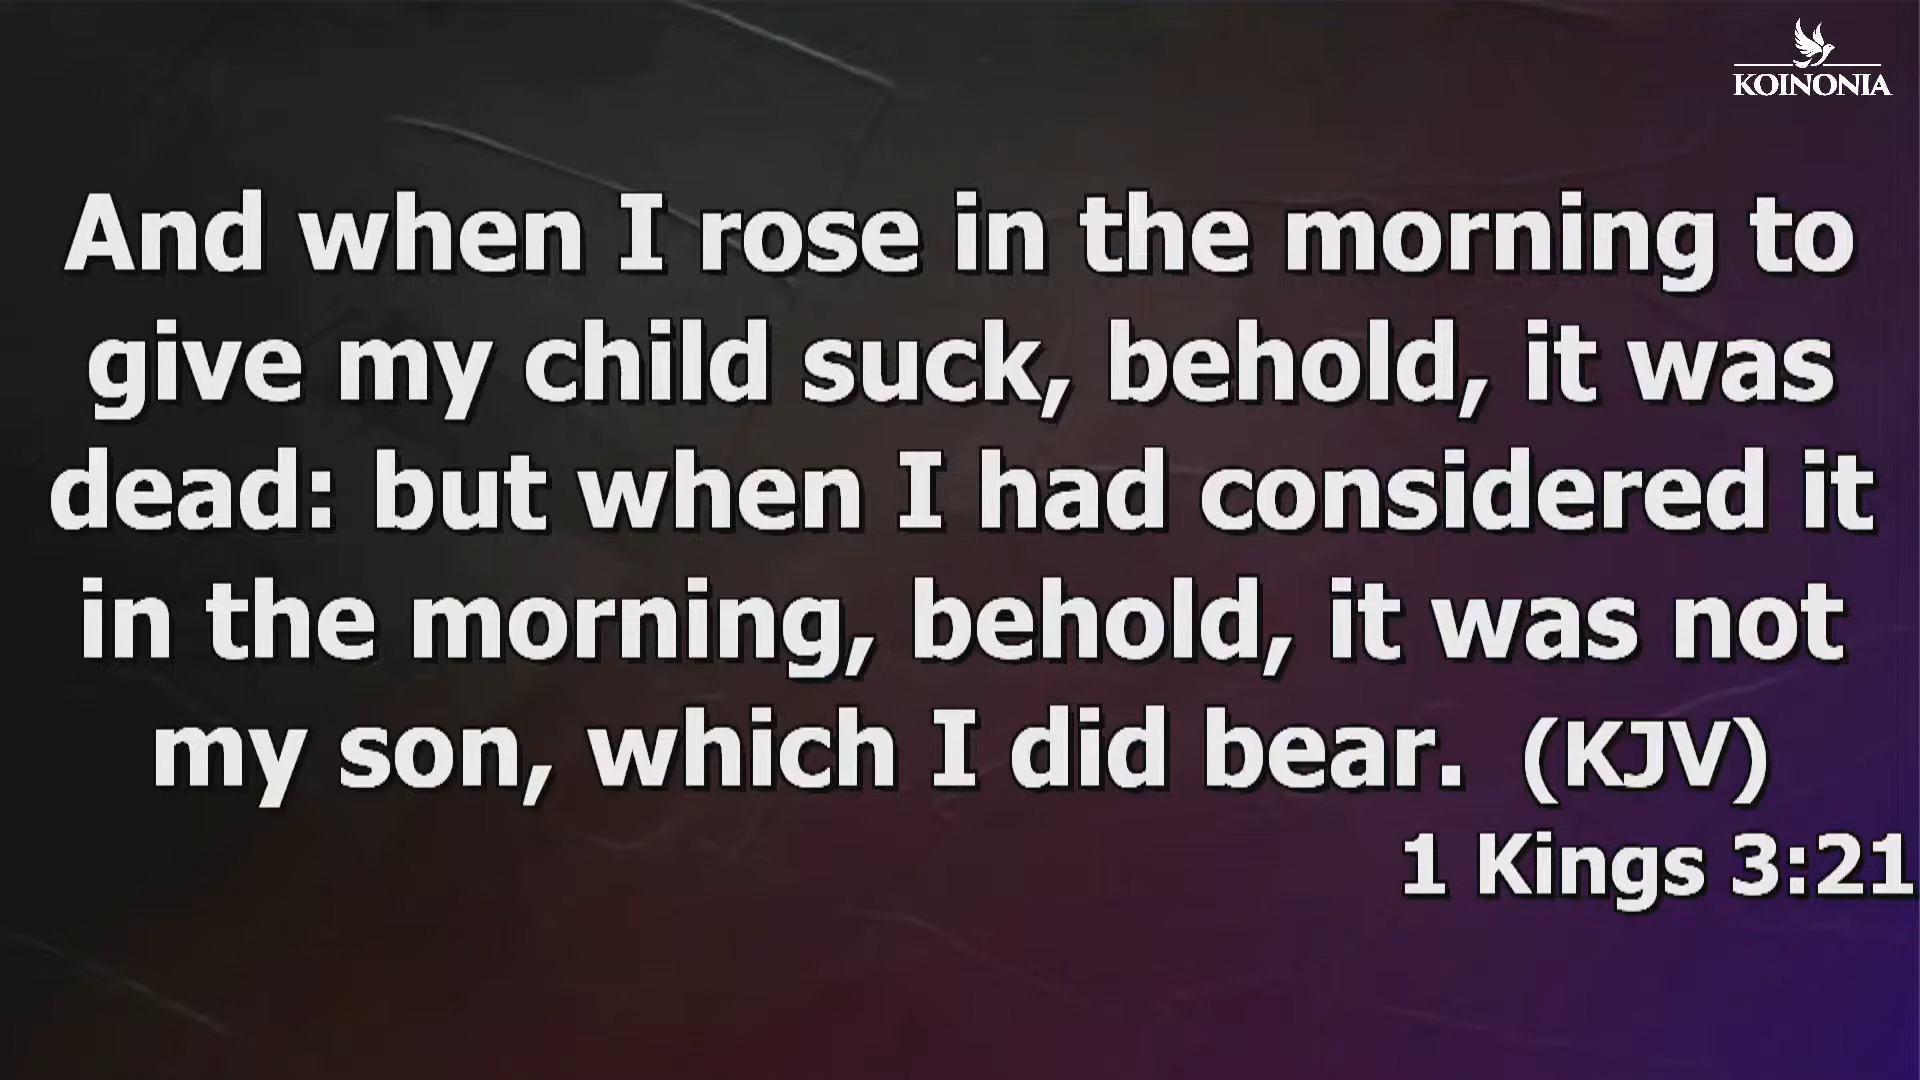 KOINONIA
And when I rose in the morning to
give my child suck, behold, it was
dead: but when I had considered it
in the morning, behold, it was not
my son, which I did bear. (KJV)
1 Kings 3:21